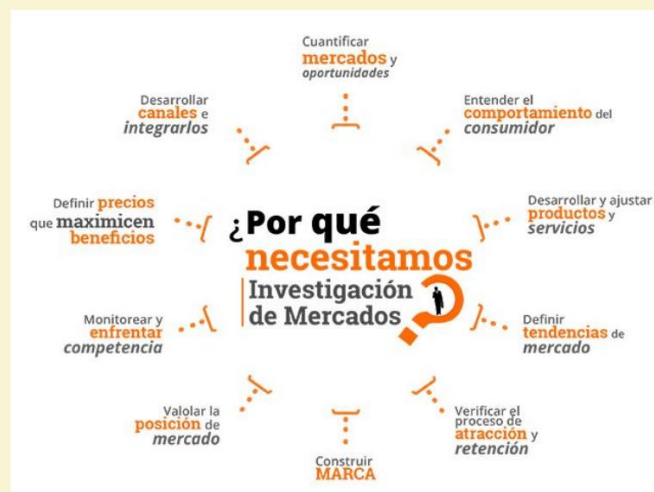 Cuantificar
mercados y
oportunidades
Entender el
comportamiento del
consumidor
Desarrollar y ajustar
productos y
servicios
Definir
tendencias de
mercado
Verificar el
proceso de
atracción y
retención
Construir
MARCA
Valolar la
posición de
mercado
Monitorear y
enfrentar
competencia
Definir precios
que maximicen
beneficios
Desarrollar
canales e
integrarlos
¿Por qué
necesitamos
Investigación
de Mercados ?